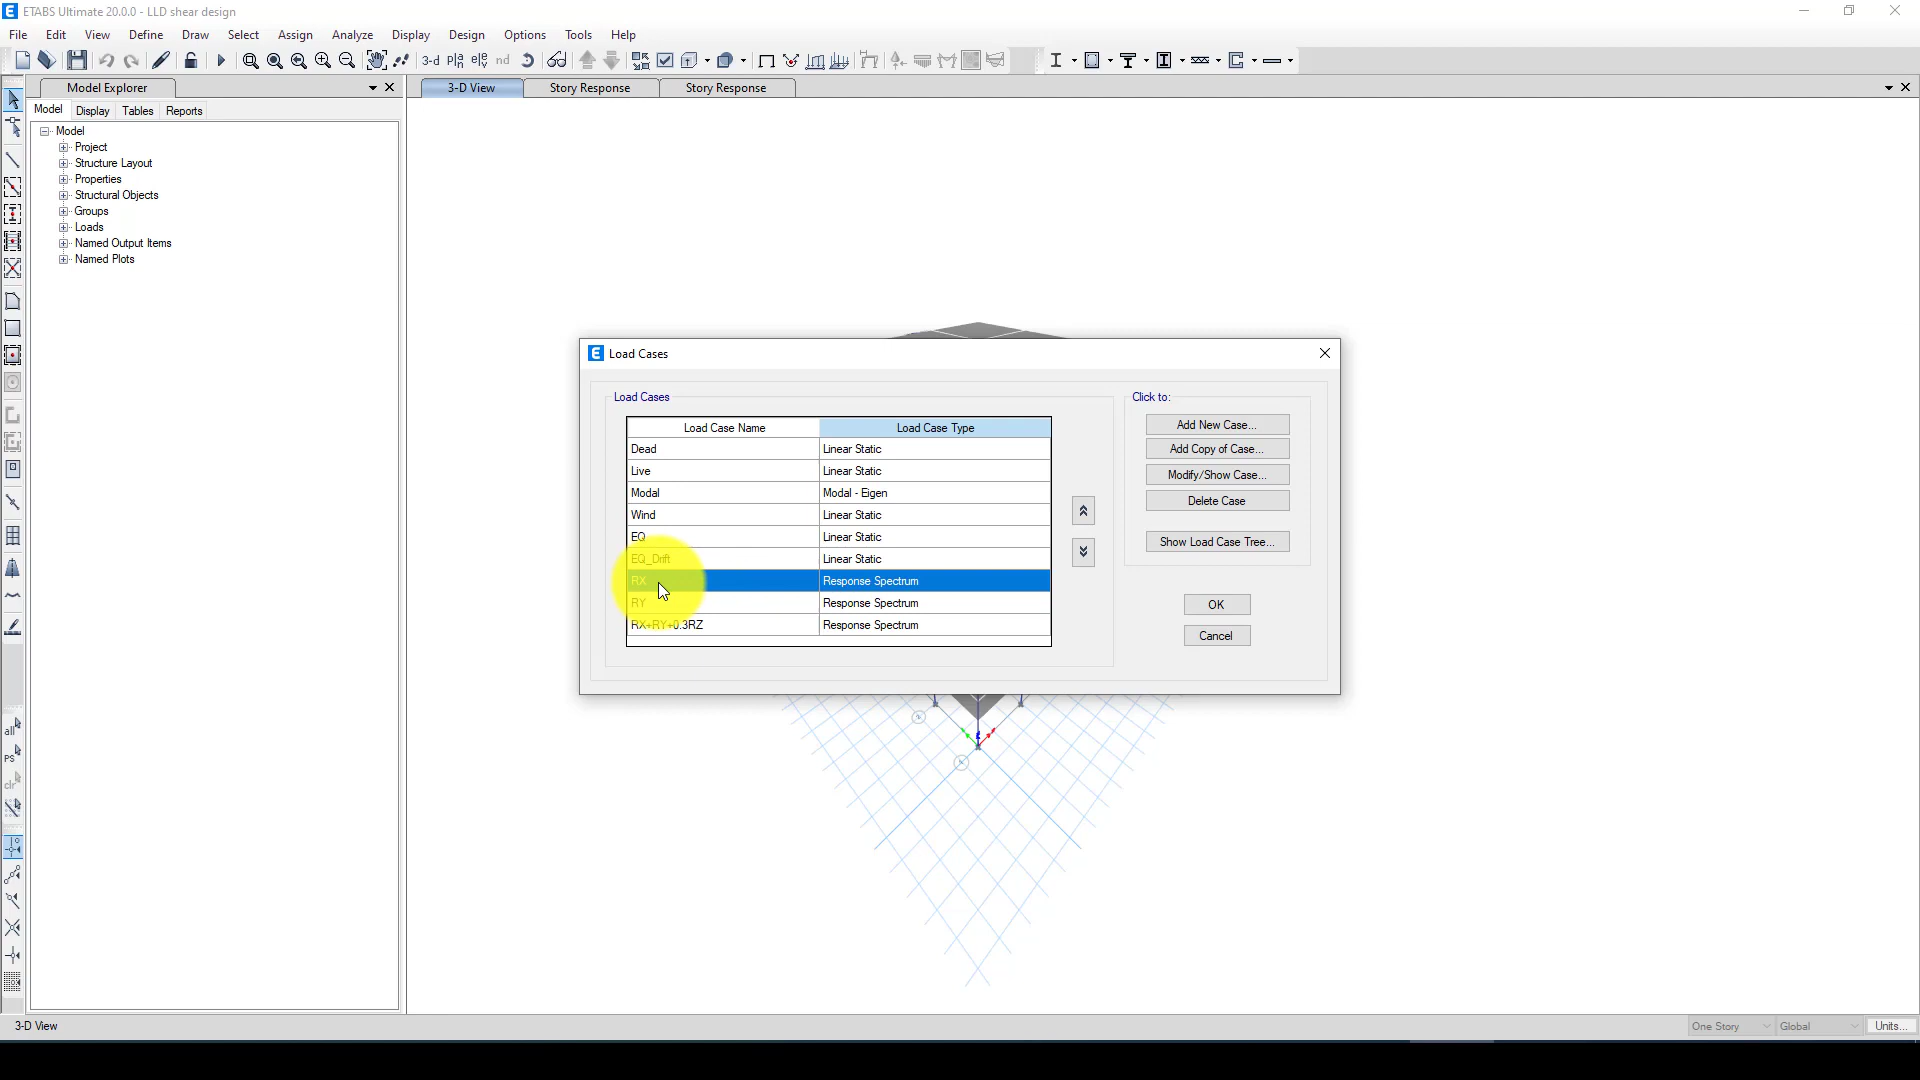 ETABS Ultimate 20.0.0 - LLD shear design
File Edit View Define Draw Select Assign Analyze Display Design Options Tools Help
3-d nd
Model Explorer
3-D View Story Response Story Response
Model Display Tables Reports
Model
Project
Structure Layout
Properties
Structural Objects
Groups
Loads
Named Output Items
Named Plots
Load Cases
Load Cases
Load Case Name Load Case Type
Dead Linear Static
Live Linear Static
Modal Modal - Eigen
Wind Linear Static
EQ Linear Static
EQ_Drift Linear Static
RX Response Spectrum
RY Response Spectrum
RX+RY+0.3RZ Response Spectrum
Click to:
Add New Case...
Add Copy of Case...
Modify/Show Case...
Delete Case
Show Load Case Tree...
OK
Cancel
all
PS
clr
3-D View
One Story Global Units...